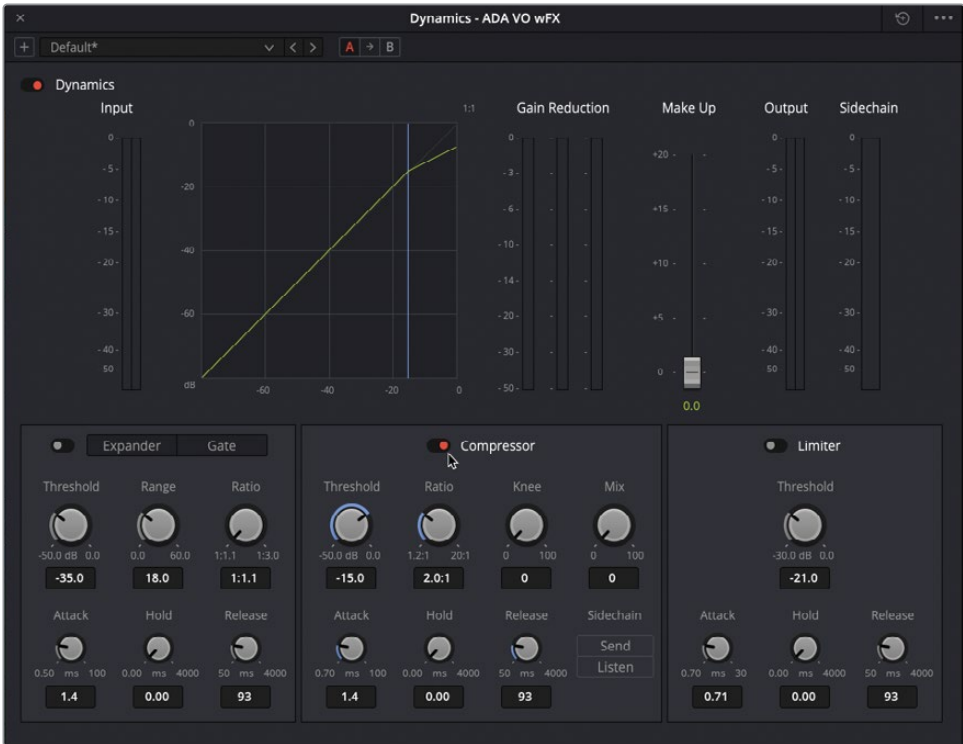 Dynamics - ADA VO wFX
Default*
A B
Dynamics
Input
1:1
Gain Reduction
Make Up
Output
Sidechain
0
-5-
-10-
-15-
-20-
-30-
-40-
50
0
-20
-40
-60
dB
-60 -40 -20 0
0
-3
-6
-10
-14
-20
-30
-50
+20
+15
+10
+5
0
0.0
0
-5-
-10-
-15-
-20-
-30-
-40-
50
0
-5-
-10-
-15-
-20-
-30-
-40-
50
Expander Gate
Threshold Range Ratio
-50.0 dB 0.0 0.0 60.0 1:1.1 1:3.0
-35.0 18.0 1:1.1
Attack Hold Release
0.50 ms 100 0.00 ms 4000 50 ms 4000
1.4 0.00 93
Compressor
Threshold Ratio Knee Mix
-50.0 dB 0.0 1.2:1 20:1 0 100 0 100
-15.0 2.0:1 0 0
Attack Hold Release Sidechain
Send
Listen
0.70 ms 100 0.00 ms 4000 50 ms 4000
1.4 0.00 93
Limiter
Threshold
-30.0 dB 0.0
-21.0
Attack Hold Release
0.70 ms 30 0.00 ms 4000 50 ms 4000
0.71 0.00 93